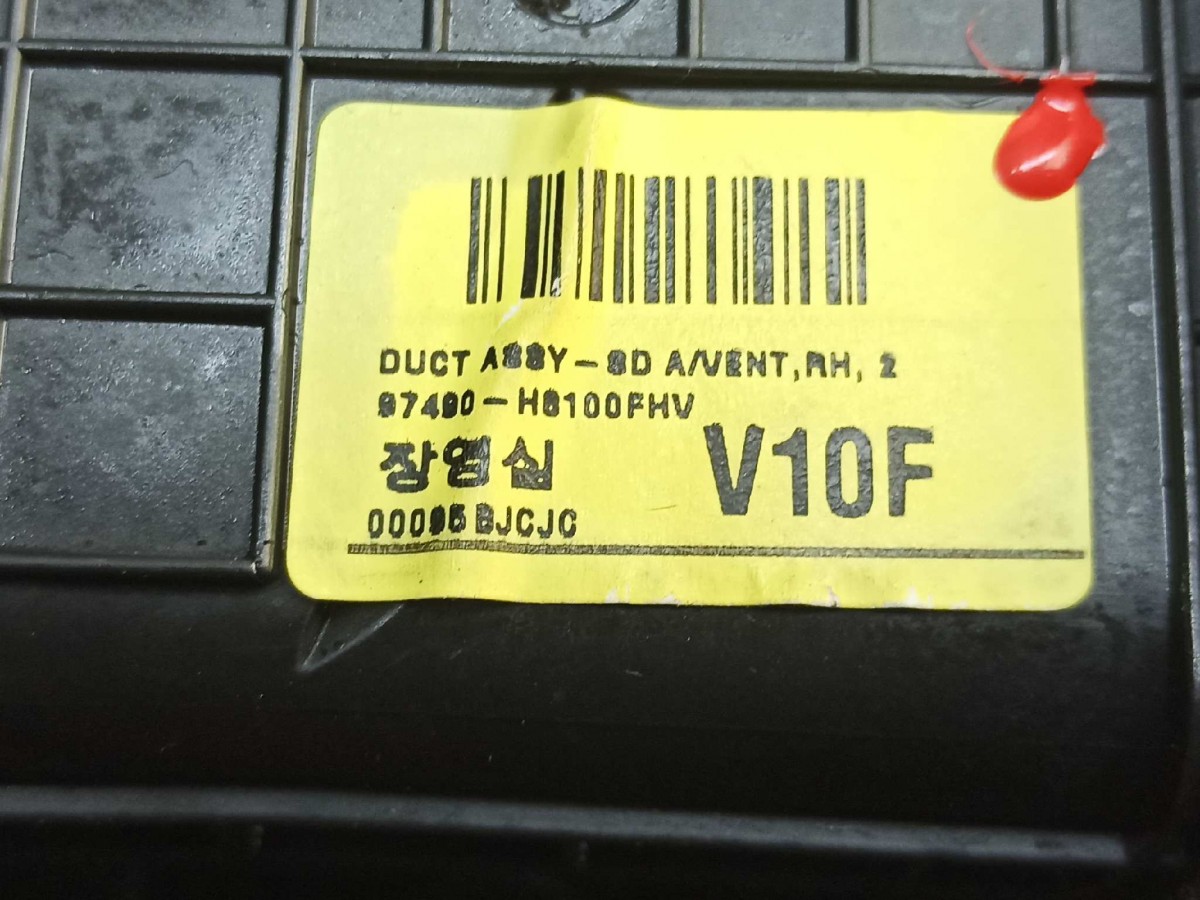 DUCT ASSY-SD A/VENT,RH, 2
97490-H8100FHV
장영실 V10F
00095 BJCJC